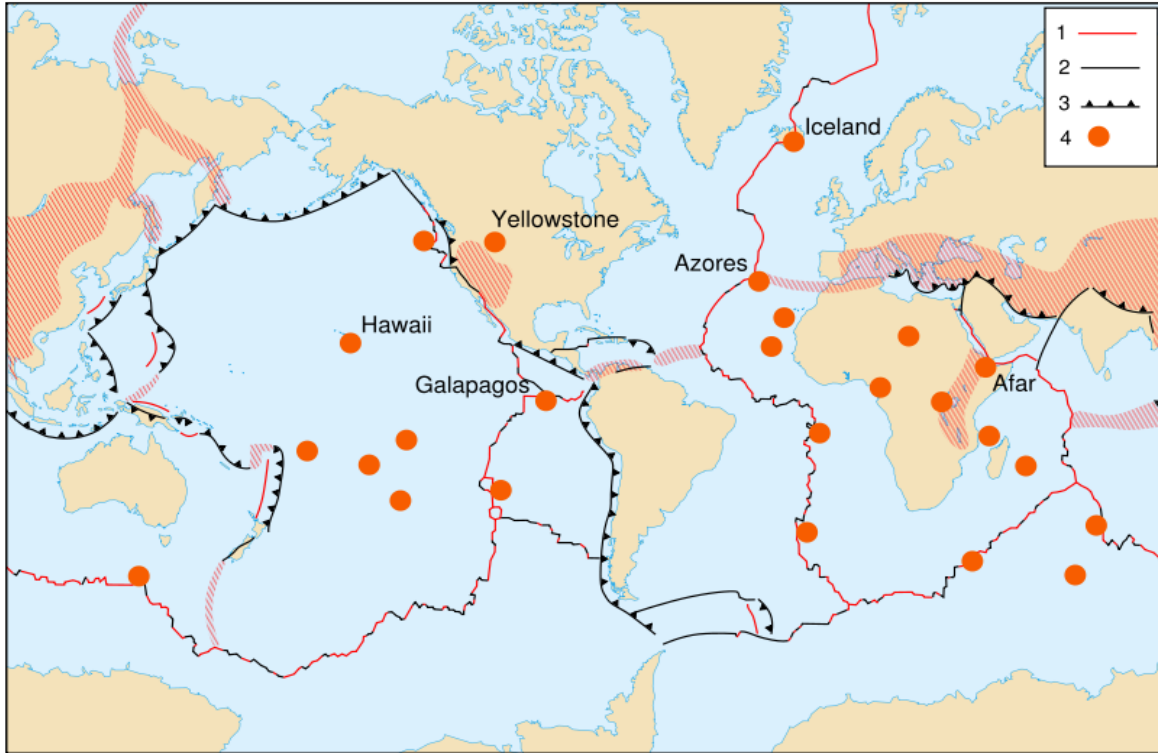 1
2
3
4
Iceland
Yellowstone
Azores
Hawaii
Galapagos
Afar